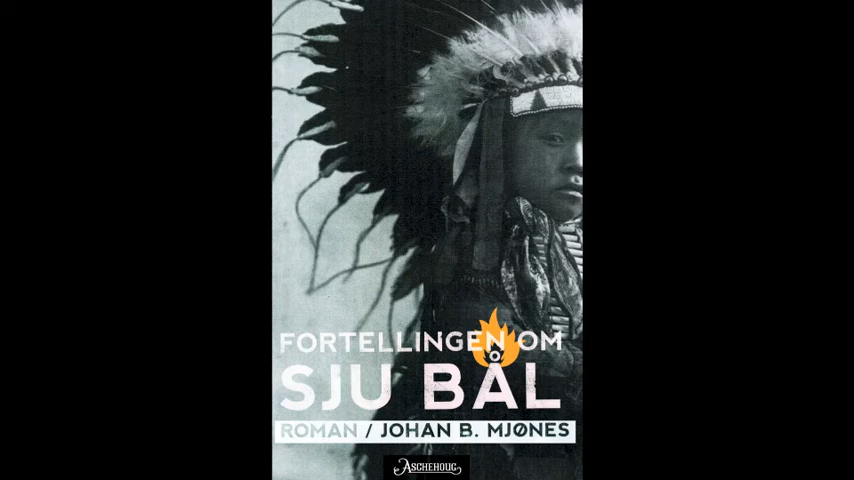 FORTELLINGEN OM
SJU BÅL
ROMAN / JOHAN B. MJØNES
ASCHEHOUG